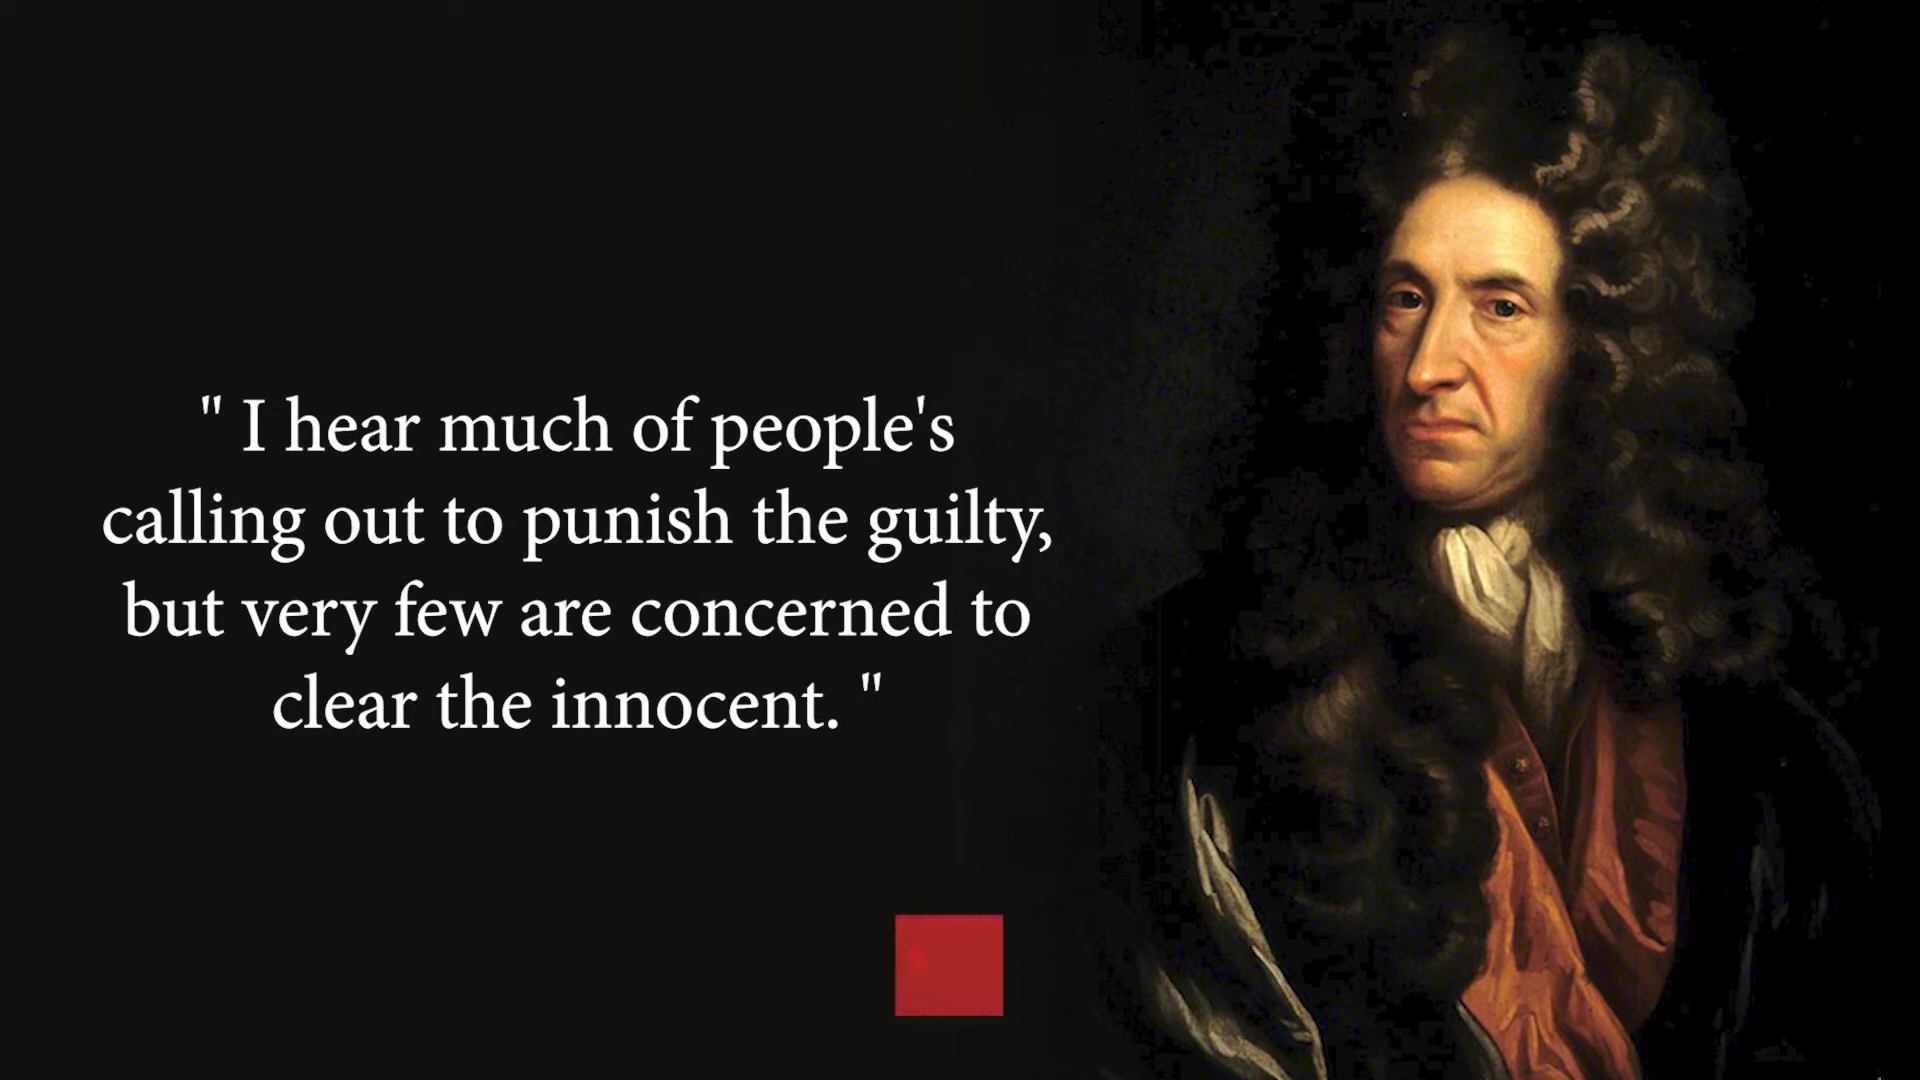 " I hear much of people's
calling out to punish the guilty,
but very few are concerned to
clear the innocent. "